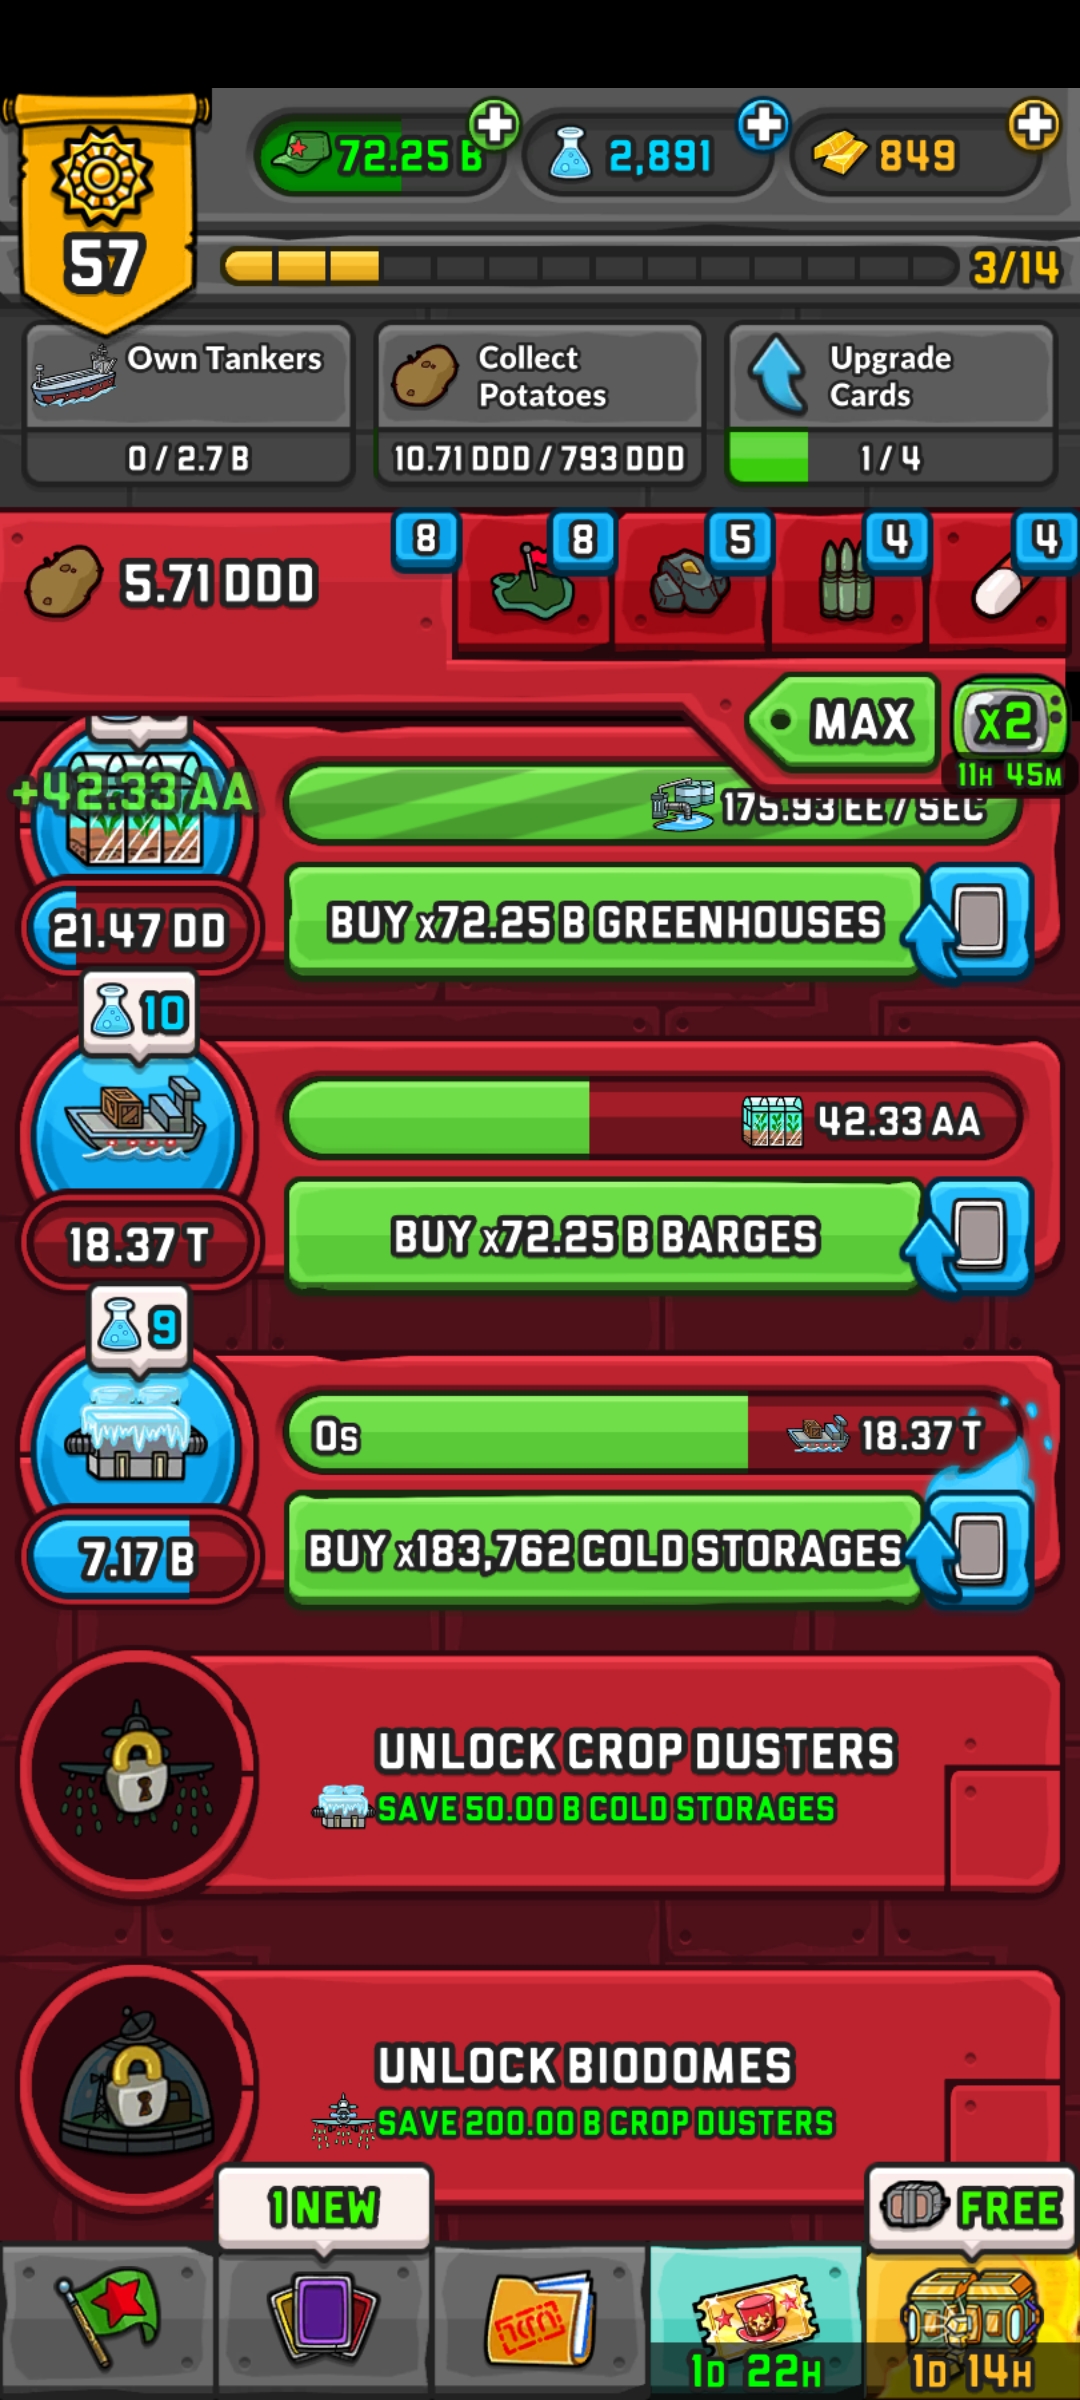 57
72.25 B
2,891
849
3/14
Own Tankers
0 / 2.7 B
Collect
Potatoes
10.71 DDD / 793 DDD
Upgrade
Cards
1 / 4
5.71 DDD
8
8
5
4
4
MAX
x2
11H 45M
+42.33 AA
175.93 EE / SEC
21.47 DD
BUY x72.25 B GREENHOUSES
10
42.33 AA
18.37 T
BUY x72.25 B BARGES
9
0s
18.37 T
7.17 B
BUY x183,762 COLD STORAGES
UNLOCK CROP DUSTERS
SAVE 50.00 B COLD STORAGES
UNLOCK BIODOMES
SAVE 200.00 B CROP DUSTERS
1 NEW
FREE
1D 22H
1D 14H